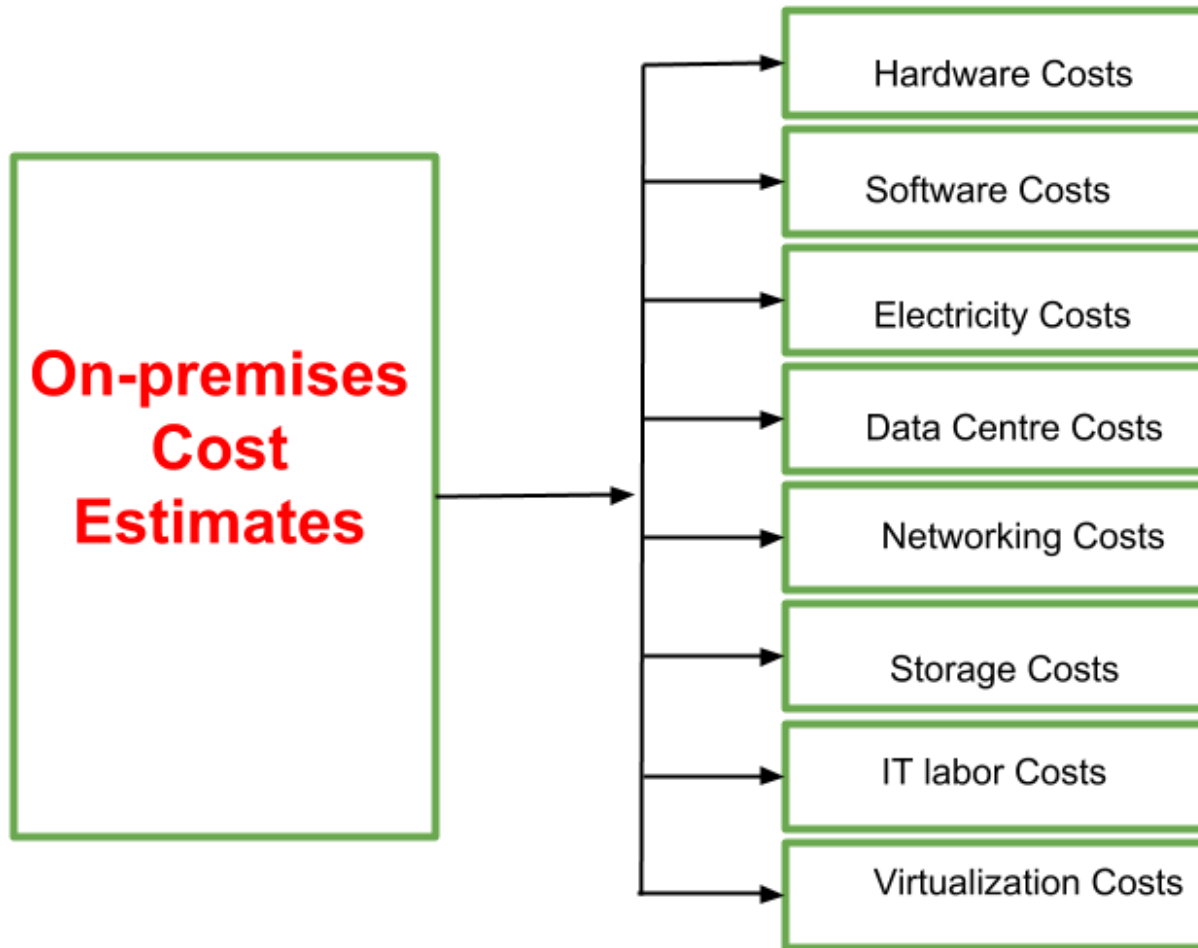 On-premises
Cost
Estimates
Hardware Costs
Software Costs
Electricity Costs
Data Centre Costs
Networking Costs
Storage Costs
IT labor Costs
Virtualization Costs